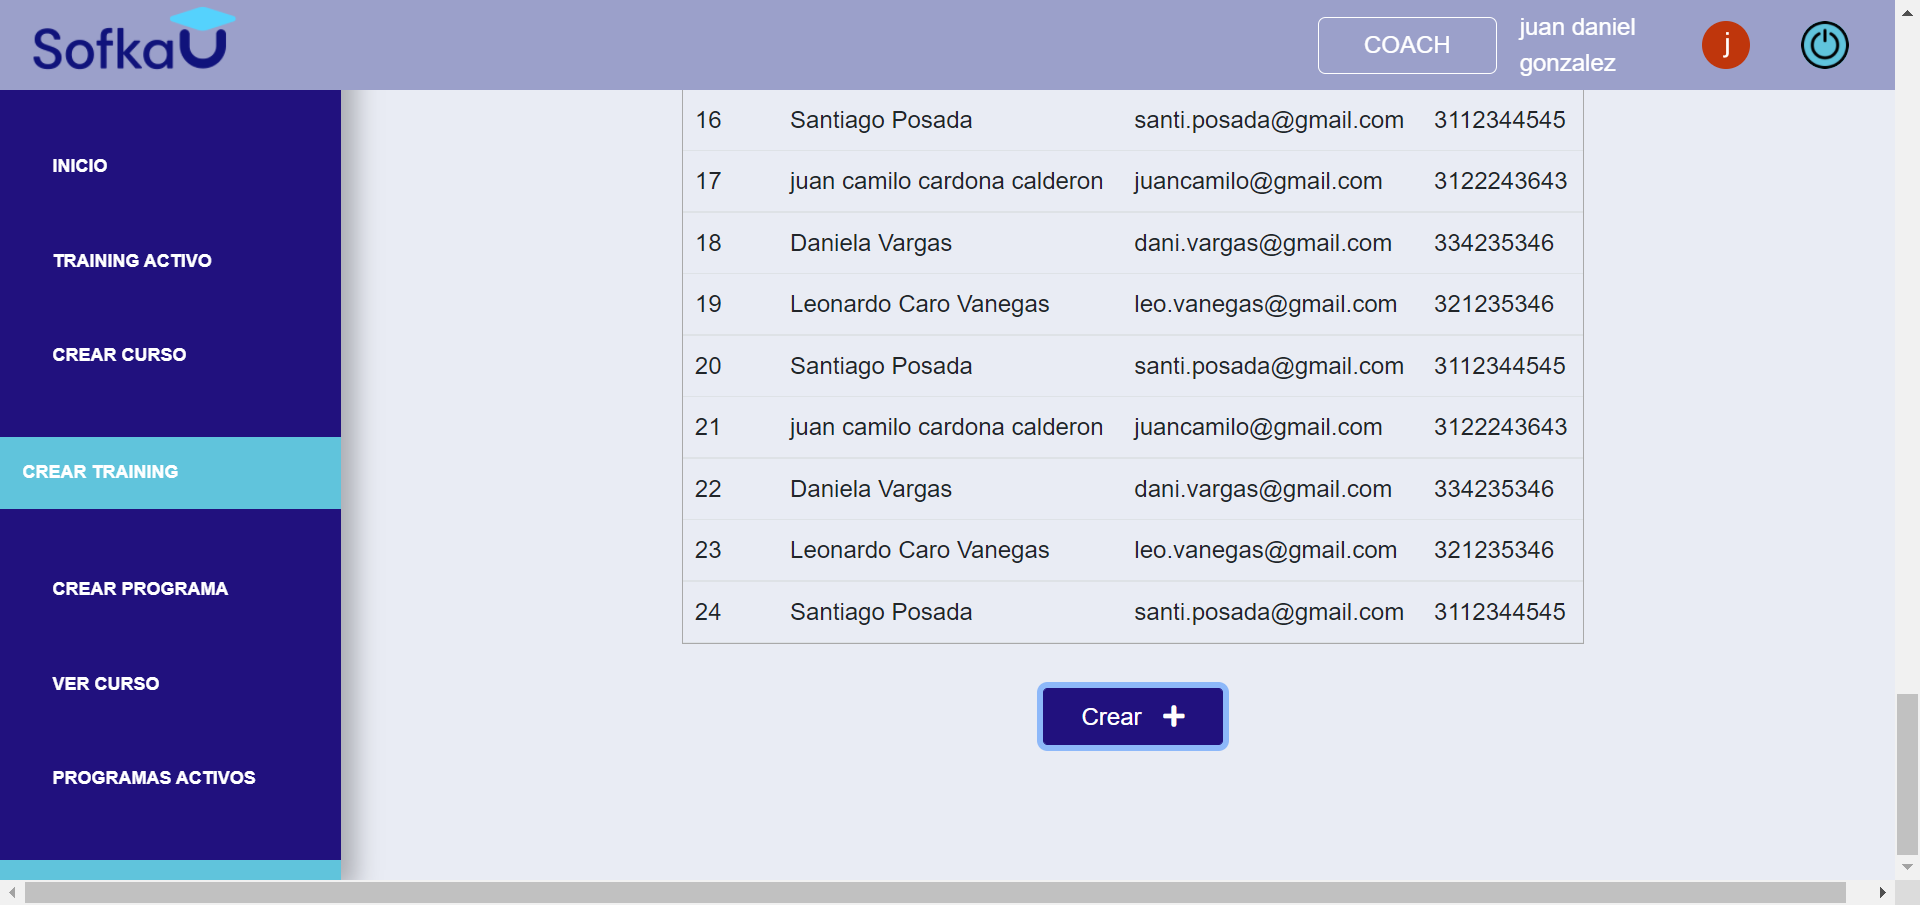 SofkaU
COACH
juan daniel
gonzalez
j
INICIO
TRAINING ACTIVO
CREAR CURSO
CREAR TRAINING
CREAR PROGRAMA
VER CURSO
PROGRAMAS ACTIVOS
16 Santiago Posada santi.posada@gmail.com 3112344545
17 juan camilo cardona calderon juancamilo@gmail.com 3122243643
18 Daniela Vargas dani.vargas@gmail.com 334235346
19 Leonardo Caro Vanegas leo.vanegas@gmail.com 321235346
20 Santiago Posada santi.posada@gmail.com 3112344545
21 juan camilo cardona calderon juancamilo@gmail.com 3122243643
22 Daniela Vargas dani.vargas@gmail.com 334235346
23 Leonardo Caro Vanegas leo.vanegas@gmail.com 321235346
24 Santiago Posada santi.posada@gmail.com 3112344545
Crear